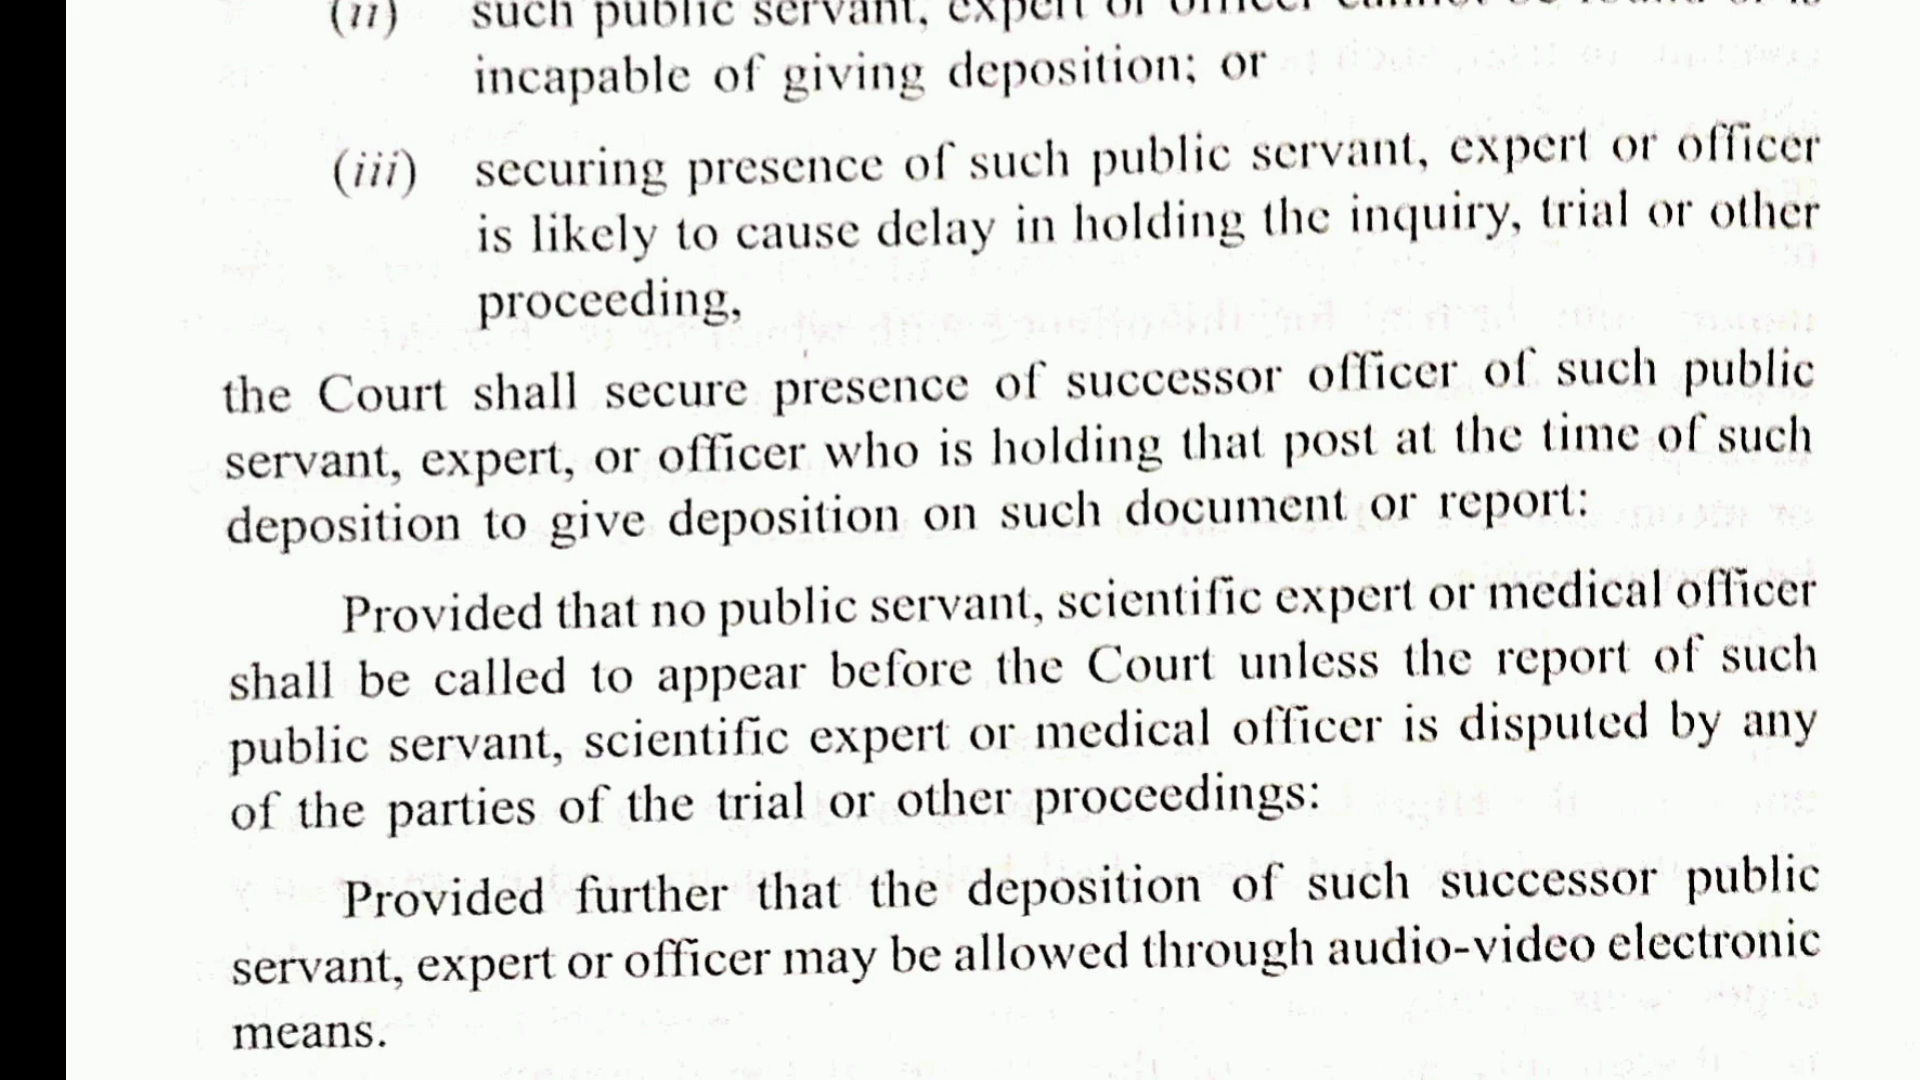 (ii) such public servant, expert or officer cannot be found or is
incapable of giving deposition; or
(iii) securing presence of such public servant, expert or officer
is likely to cause delay in holding the inquiry, trial or other
proceeding,
the Court shall secure presence of successor officer of such public
servant, expert, or officer who is holding that post at the time of such
deposition to give deposition on such document or report:
Provided that no public servant, scientific expert or medical officer
shall be called to appear before the Court unless the report of such
public servant, scientific expert or medical officer is disputed by any
of the parties of the trial or other proceedings:
Provided further that the deposition of such successor public
servant, expert or officer may be allowed through audio-video electronic
means.